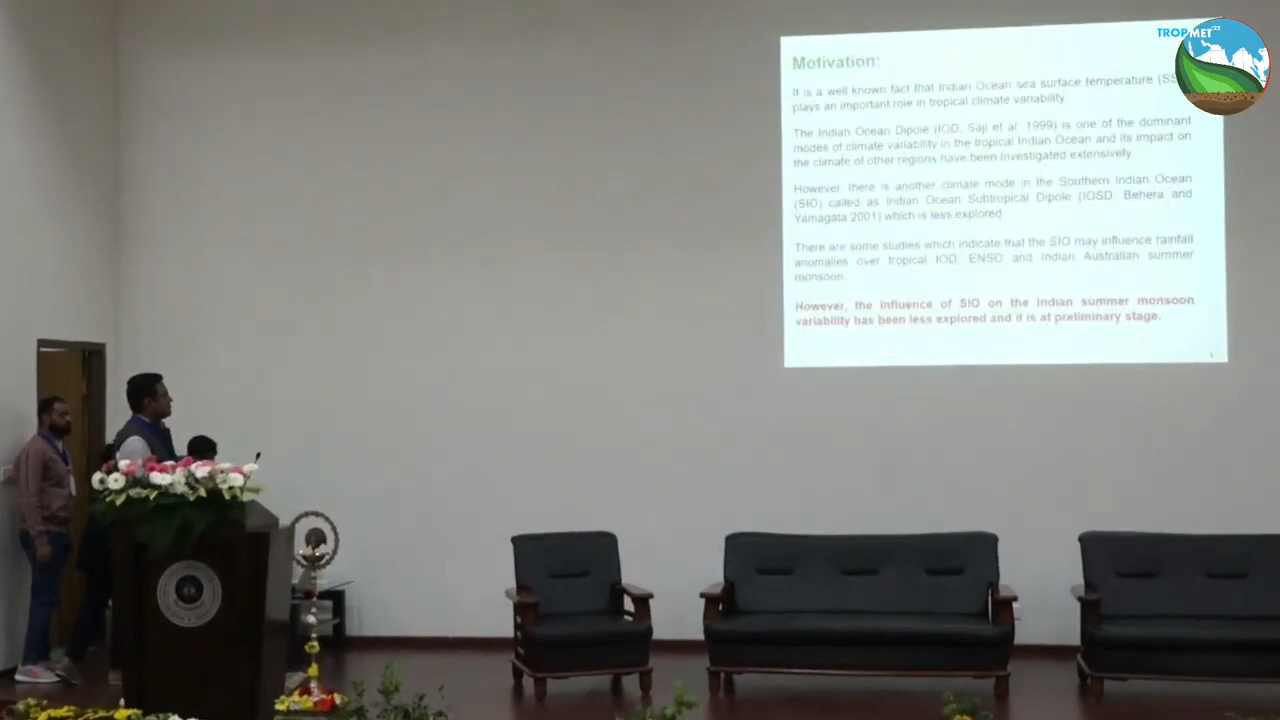 TROPMET'22
Motivation:
It is a well known fact that Indian Ocean sea surface temperature
plays an important role in tropical climate variability.
The Indian Ocean Dipole (IOD, Saji et al. 1999) is one of the dominant
modes of climate variability in the tropical Indian Ocean and its impact on
the climate of other regions have been investigated extensively.
However, there is another climate mode in the Southern Indian Ocean
(SIO) called as Indian Ocean Subtropical Dipole (IOSD, Behera and
Yamagata 2001) which is less explored.
There are some studies which indicate that the SIO may influence rainfall
anomalies over tropical IOD, ENSO and Indian, Australian summer
monsoon.
However, the influence of SIO on the Indian summer monsoon
variability has been less explored and it is at preliminary stage.